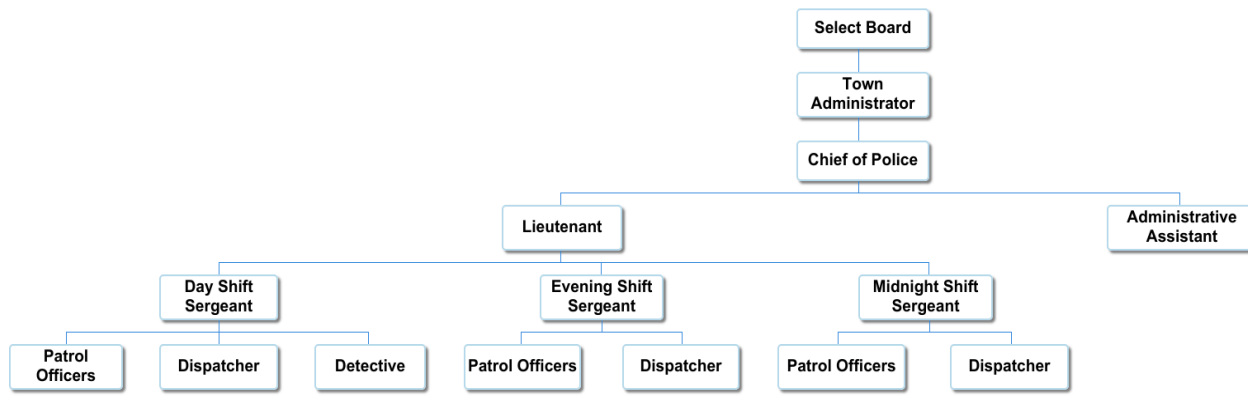 Select Board
Town
Administrator
Chief of Police
Lieutenant
Administrative
Assistant
Day Shift
Sergeant
Evening Shift
Sergeant
Midnight Shift
Sergeant
Patrol
Officers
Dispatcher
Detective
Patrol Officers
Dispatcher
Patrol Officers
Dispatcher